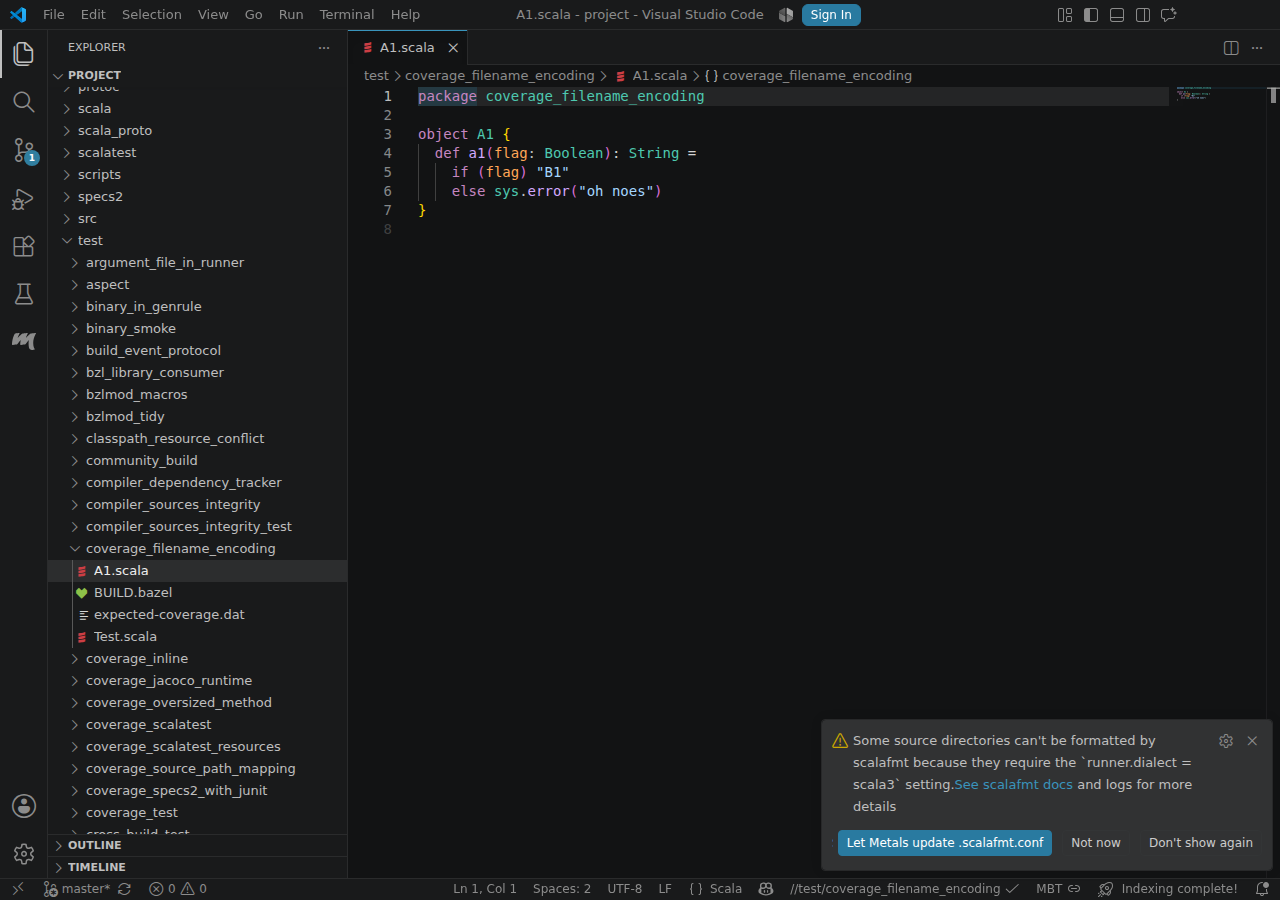 File Edit Selection View Go Run Terminal Help A1.scala - project - Visual Studio Code Sign In
EXPLORER
A1.scala
PROJECT
test coverage_filename_encoding A1.scala { } coverage_filename_encoding
protoc
scala
scala_proto
scalatest
scripts
specs2
src
test
argument_file_in_runner
aspect
binary_in_genrule
binary_smoke
build_event_protocol
bzl_library_consumer
bzlmod_macros
bzlmod_tidy
classpath_resource_conflict
community_build
compiler_dependency_tracker
compiler_sources_integrity
compiler_sources_integrity_test
coverage_filename_encoding
A1.scala
BUILD.bazel
expected-coverage.dat
Test.scala
coverage_inline
coverage_jacoco_runtime
coverage_oversized_method
coverage_scalatest
coverage_scalatest_resources
coverage_source_path_mapping
coverage_specs2_with_junit
coverage_test
cross_build_test
OUTLINE
TIMELINE
1
1 package coverage_filename_encoding
2
3 object A1 {
4 def a1(flag: Boolean): String =
5 if (flag) "B1"
6 else sys.error("oh noes")
7 }
8
Some source directories can't be formatted by
scalafmt because they require the `runner.dialect =
scala3` setting.See scalafmt docs and logs for more
details
Let Metals update .scalafmt.conf Not now Don't show again
master* 0 0 Ln 1, Col 1 Spaces: 2 UTF-8 LF { } Scala //test/coverage_filename_encoding MBT Indexing complete!